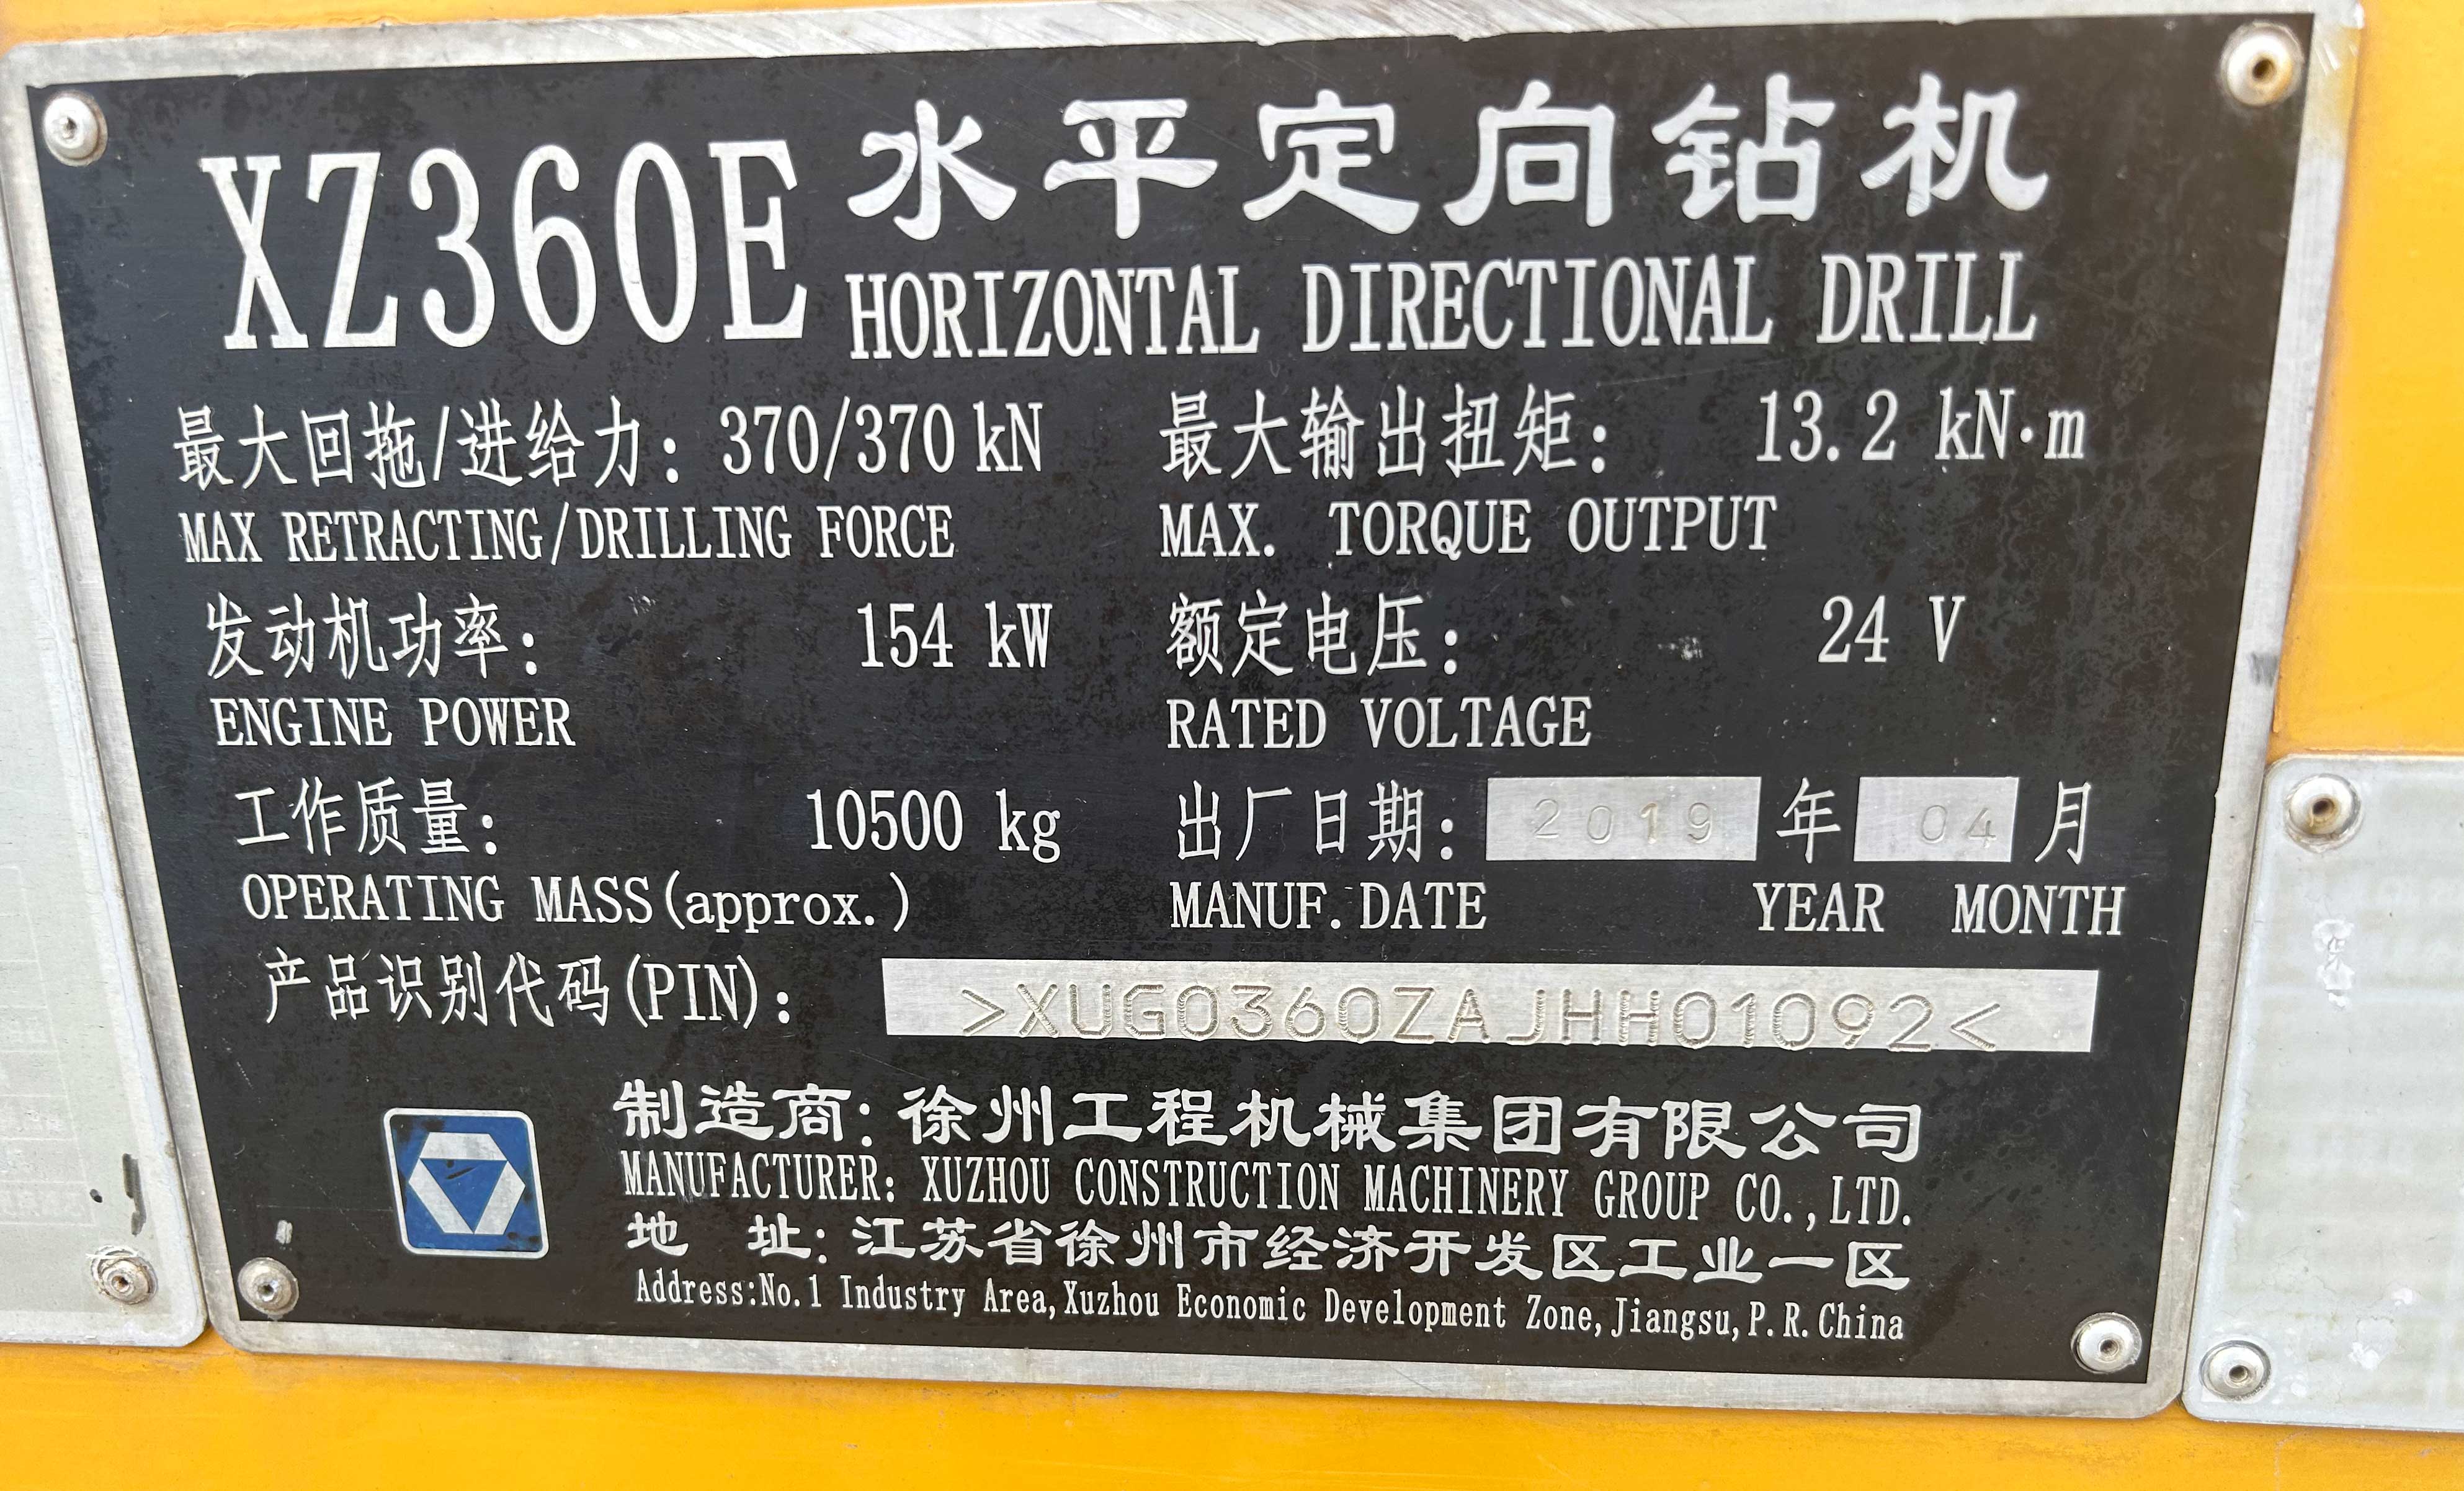 XZ360E 水平定向钻机
HORIZONTAL DIRECTIONAL DRILL
最大回拖/进给力: 370/370 kN 最大输出扭矩: 13.2 kN·m
MAX RETRACTING/DRILLING FORCE MAX. TORQUE OUTPUT
发动机功率: 154 kW 额定电压: 24 V
ENGINE POWER RATED VOLTAGE
工作质量: 10500 kg 出厂日期: 2019 年 04 月
OPERATING MASS(approx.) MANUF.DATE YEAR MONTH
产品识别代码(PIN): >XUG0360ZAJHH01092<
制造商: 徐州工程机械集团有限公司
MANUFACTURER: XUZHOU CONSTRUCTION MACHINERY GROUP CO.,LTD.
地 址: 江苏省徐州市经济开发区工业一区
Address:No.1 Industry Area,Xuzhou Economic Development Zone,Jiangsu,P.R.China